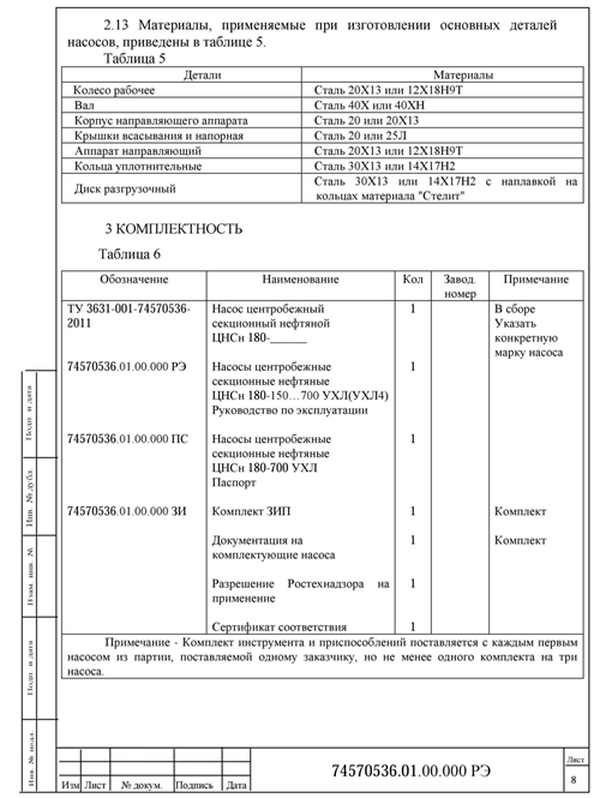 2.13 Материалы, применяемые при изготовлении основных деталей
насосов, приведены в таблице 5.
Таблица 5
Детали Материалы
Колесо рабочее Сталь 20Х13 или 12Х18Н9Т
Вал Сталь 40Х или 40ХН
Корпус направляющего аппарата Сталь 20 или 20Х13
Крышки всасывания и напорная Сталь 20 или 25Л
Аппарат направляющий Сталь 20Х13 или 12Х18Н9Т
Кольца уплотнительные Сталь 30Х13 или 14Х17Н2
Диск разгрузочный Сталь 30Х13 или 14Х17Н2 с наплавкой на
кольцах материала "Стелит"
3 КОМПЛЕКТНОСТЬ
Таблица 6
Обозначение Наименование Кол Завод. Примечание
номер
ТУ 3631-001-74570536- Насос центробежный 1 В сборе
2011 секционный нефтяной Указать
ЦНСн 180-______ конкретную
марку насоса
74570536.01.00.000 РЭ Насосы центробежные 1
секционные нефтяные
ЦНСн 180-150…700 УХЛ(УХЛ4)
Руководство по эксплуатации
74570536.01.00.000 ПС Насосы центробежные 1
секционные нефтяные
ЦНСн 180-700 УХЛ
Паспорт
74570536.01.00.000 ЗИ Комплект ЗИП 1 Комплект
Документация на 1 Комплект
комплектующие насоса
Разрешение Ростехнадзора на 1
применение
Сертификат соответствия 1
Примечание - Комплект инструмента и приспособлений поставляется с каждым первым
насосом из партии, поставляемой одному заказчику, но не менее одного комплекта на три
насоса.
Подп. и дата
Инв. № дубл.
Взам. инв. №
Подп. и дата
Инв. № подл.
Изм Лист № докум. Подпись Дата
74570536.01.00.000 РЭ
Лист
8